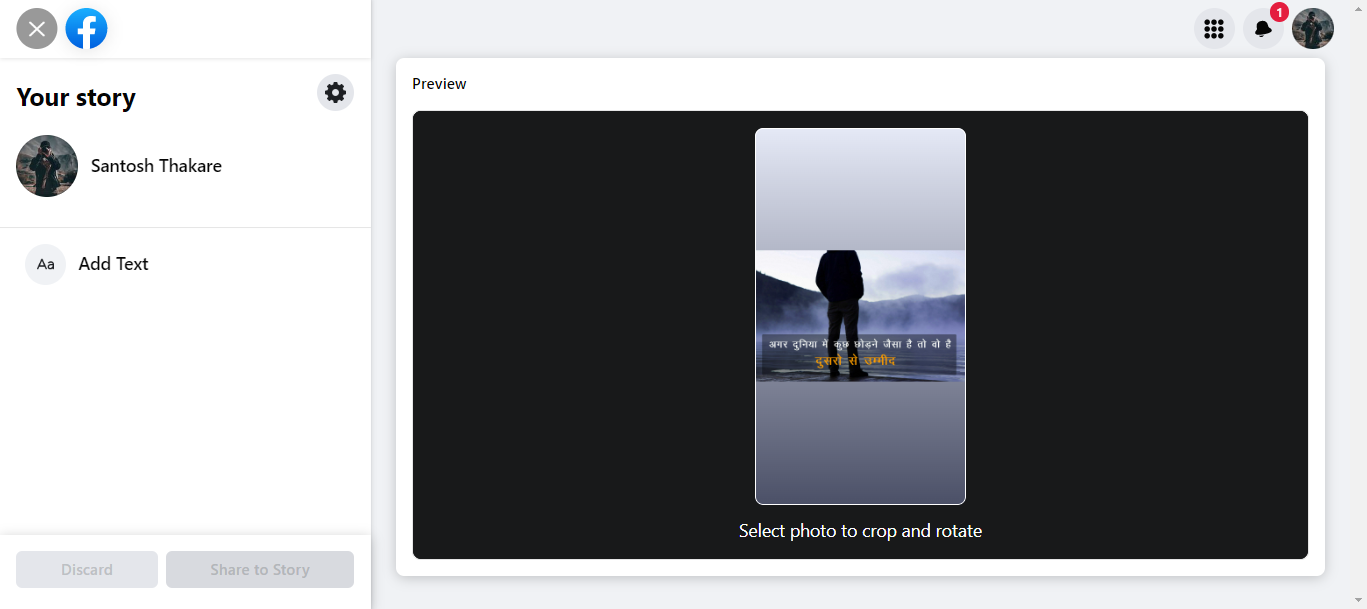 1
Your story
Santosh Thakare
Aa
Add Text
Discard
Share to Story
Preview
अगर दुनिया में कुछ छोड़ने जैसा है तो वो है
दुसरो से उम्मीद
Select photo to crop and rotate